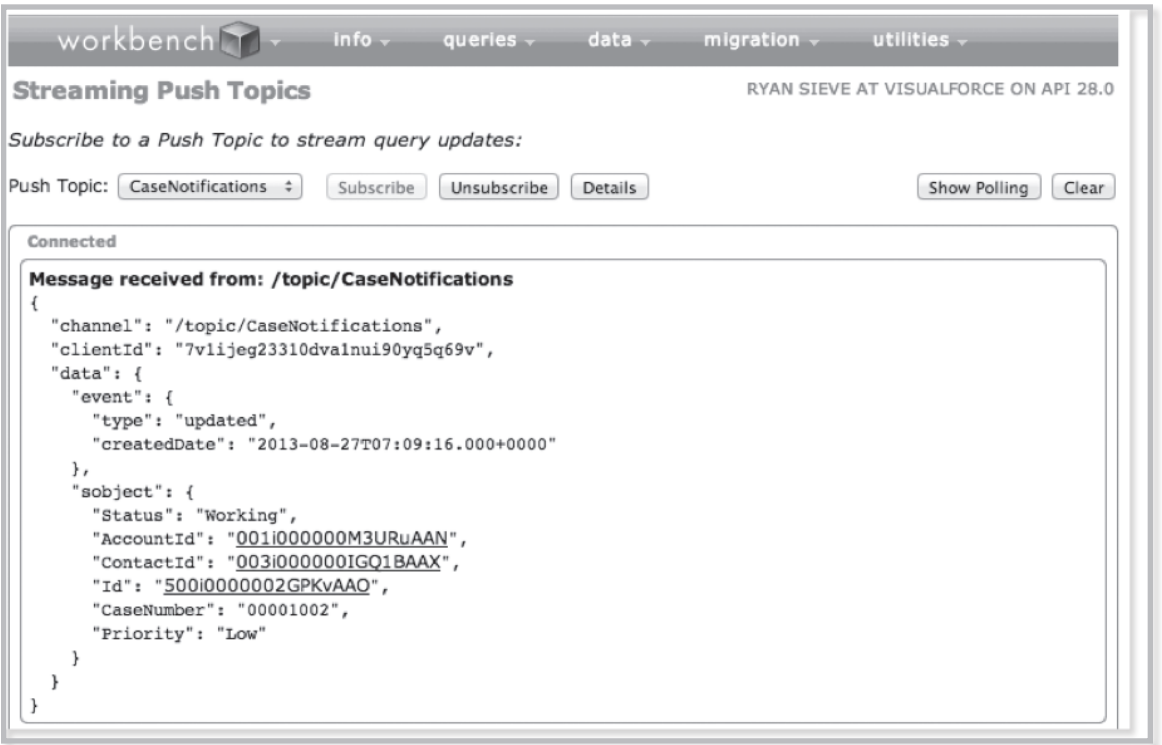 workbench info queries data migration utilities
Streaming Push Topics RYAN SIEVE AT VISUALFORCE ON API 28.0
Subscribe to a Push Topic to stream query updates:
Push Topic: CaseNotifications Subscribe Unsubscribe Details Show Polling Clear
Connected
Message received from: /topic/CaseNotifications
{
"channel": "/topic/CaseNotifications",
"clientId": "7v1ijeg23310dva1nui90yq5q69v",
"data": {
"event": {
"type": "updated",
"createdDate": "2013-08-27T07:09:16.000+0000"
},
"sobject": {
"Status": "Working",
"AccountId": "001i000000M3URuAAN",
"ContactId": "003i000000IGQ1BAAX",
"Id": "500i0000002GPKvAAO",
"CaseNumber": "00001002",
"Priority": "Low"
}
}
}